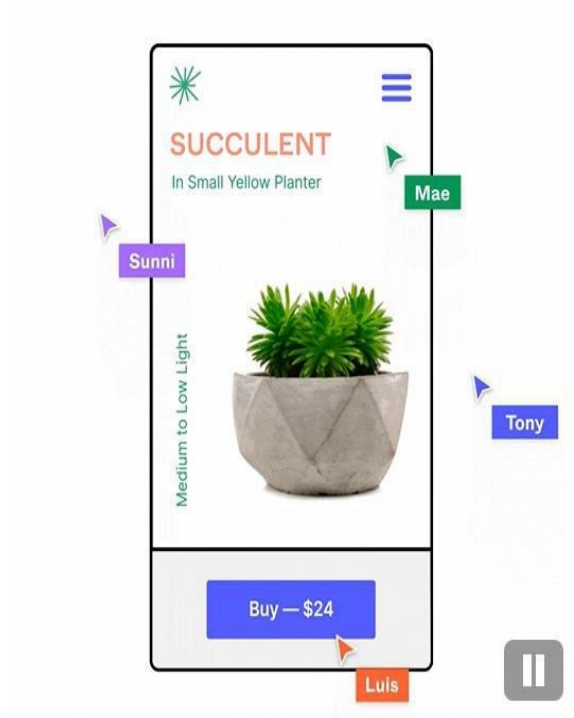 SUCCULENT
In Small Yellow Planter
Mae
Sunni
Medium to Low Light
Tony
Buy — $24
Luis